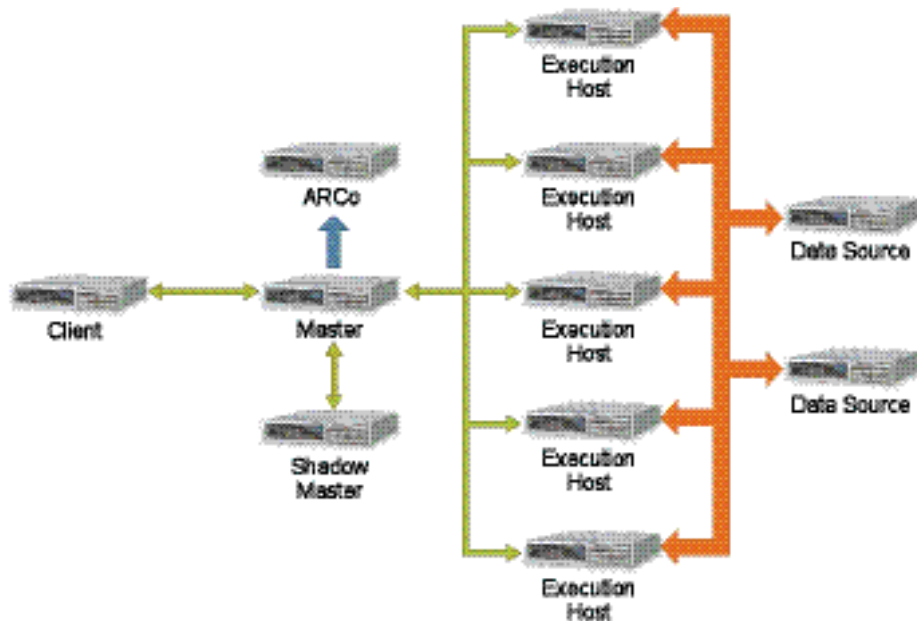 Execution
Host
ARCo
Execution
Host
Data Source
Client
Master
Execution
Host
Data Source
Shadow
Master
Execution
Host
Execution
Host